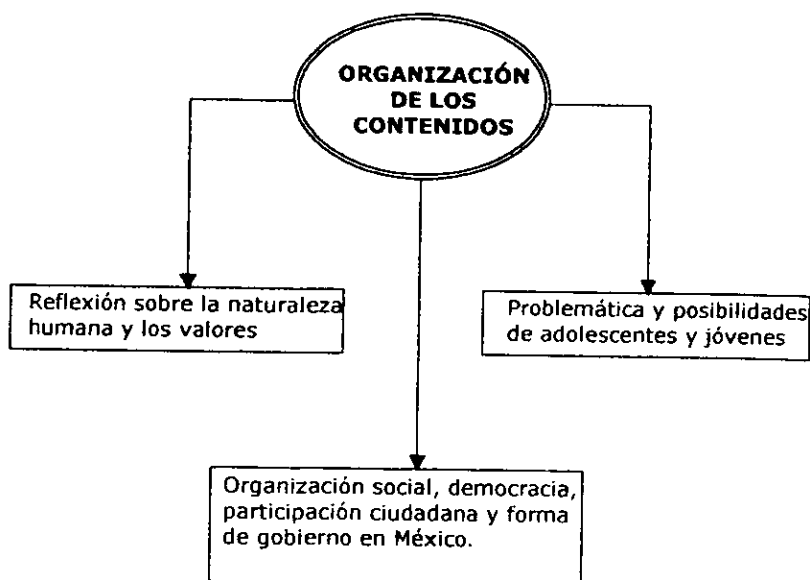 ORGANIZACIÓN
DE LOS
CONTENIDOS
Reflexión sobre la naturaleza
humana y los valores
Problemática y posibilidades
de adolescentes y jóvenes
Organización social, democracia,
participación ciudadana y forma
de gobierno en México.